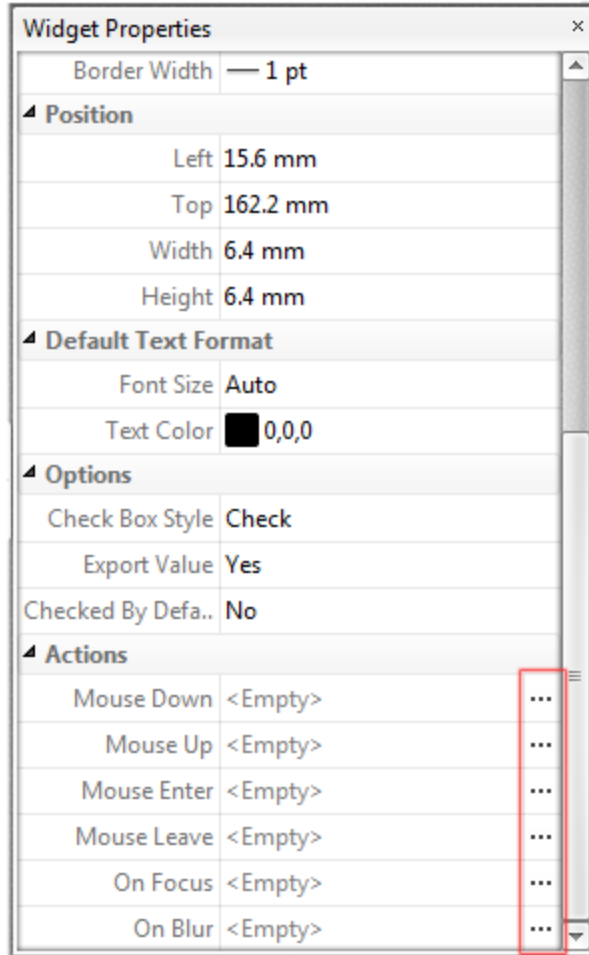 Widget Properties ×
Border Width 1 pt
Position
Left 15.6 mm
Top 162.2 mm
Width 6.4 mm
Height 6.4 mm
Default Text Format
Font Size Auto
Text Color 0,0,0
Options
Check Box Style Check
Export Value Yes
Checked By Defa.. No
Actions
Mouse Down <Empty> ...
Mouse Up <Empty> ...
Mouse Enter <Empty> ...
Mouse Leave <Empty> ...
On Focus <Empty> ...
On Blur <Empty> ...